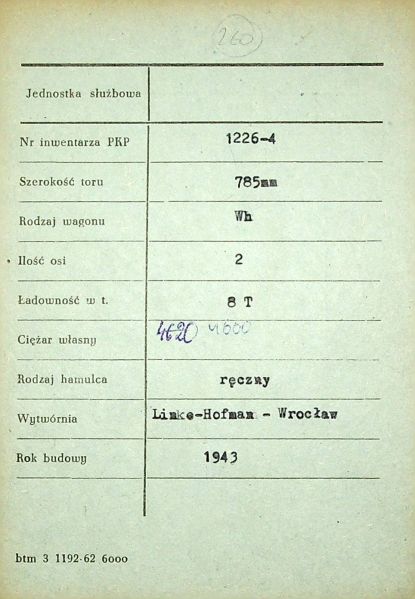 260
Jednostka służbowa
Nr inwentarza PKP 1226-4
Szerokość toru 785mm
Rodzaj wagonu Wh
Ilość osi 2
Ładowność w t. 8 T
Ciężar własny 4620 4600
Rodzaj hamulca ręczny
Wytwórnia Linke-Hofman - Wrocław
Rok budowy 1943
btm 3 1192-62 6000